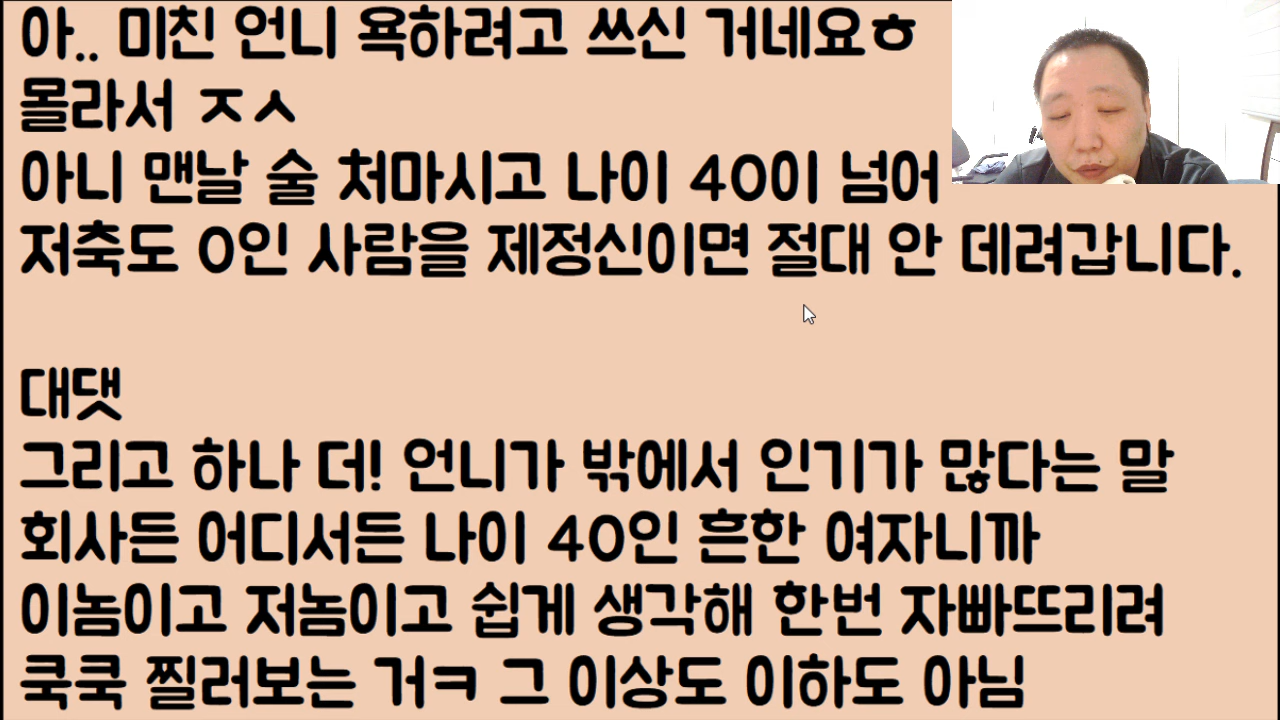 아.. 미친 언니 욕하려고 쓰신 거네요ㅎ
몰라서 ㅈㅅ
아니 맨날 술 처마시고 나이 40이 넘어
저축도 0인 사람을 제정신이면 절대 안 데려갑니다.
대댓
그리고 하나 더! 언니가 밖에서 인기가 많다는 말
회사든 어디서든 나이 40인 흔한 여자니까
이놈이고 저놈이고 쉽게 생각해 한번 자빠뜨리려
쿡쿡 찔러보는 거ㅋ 그 이상도 이하도 아님